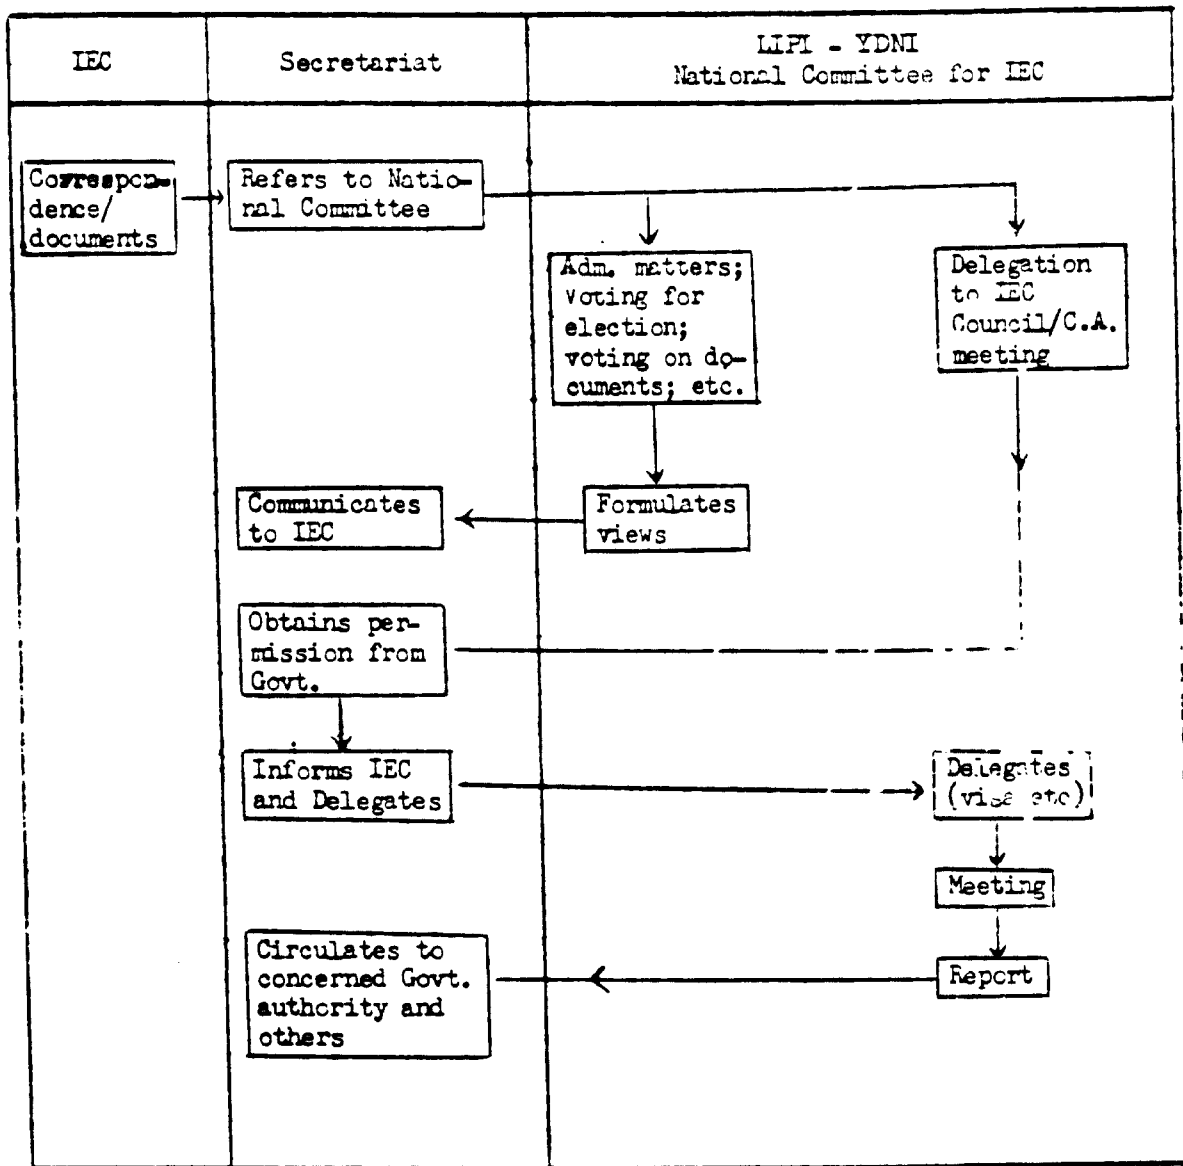 IEC
Secretariat
LIPI - YDNI
National Committee for IEC
Correspon-
dence/
documents
Refers to Natio-
nal Committee
Adm. matters;
voting for
election;
voting on do-
cuments; etc.
Delegation
to IEC
Council/C.A.
meeting
Communicates
to IEC
Formulates
views
Obtains per-
mission from
Govt.
Informs IEC
and Delegates
Delegates
(visa etc)
Meeting
Circulates to
concerned Govt.
authority and
others
Report